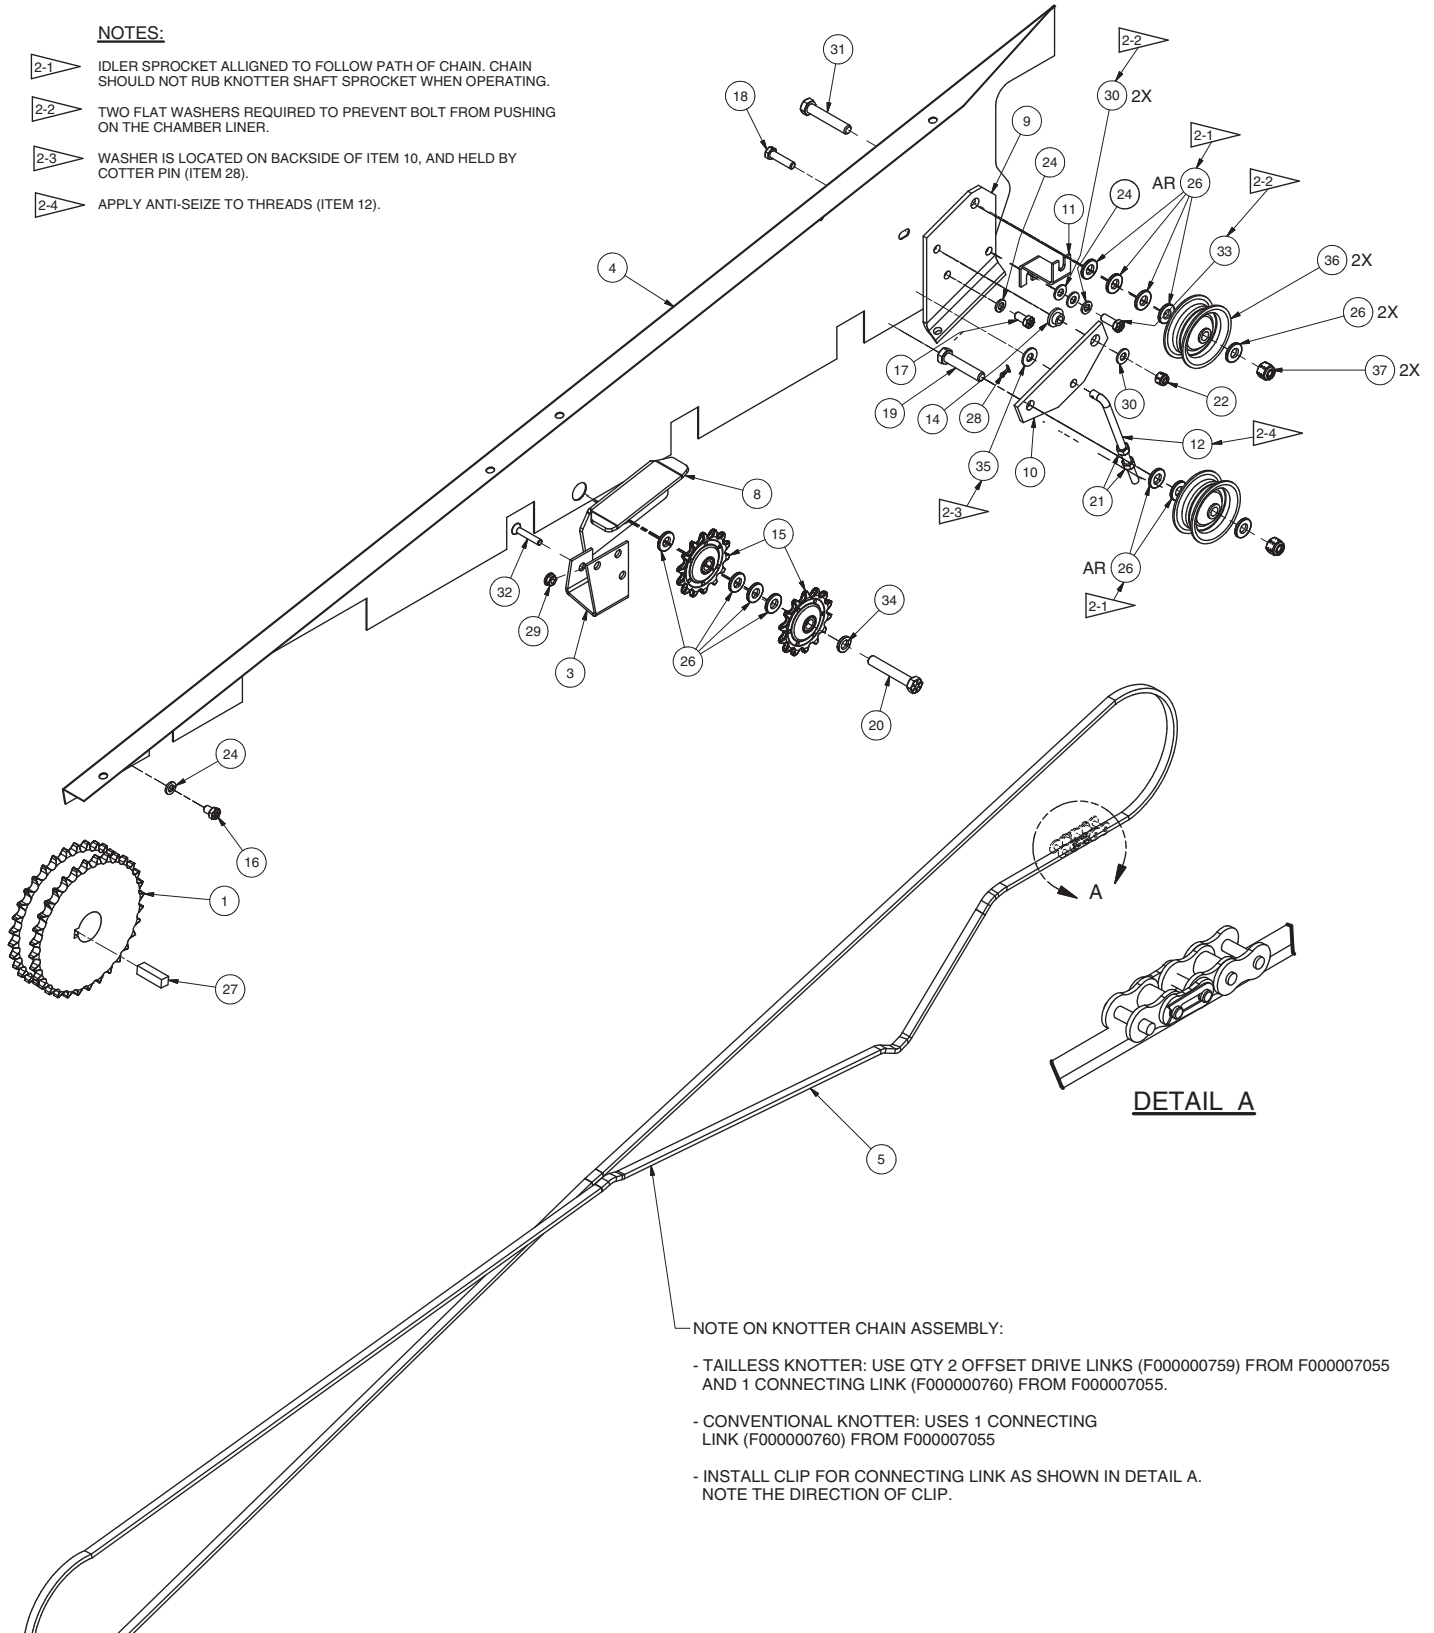 NOTES:
2-1 IDLER SPROCKET ALLIGNED TO FOLLOW PATH OF CHAIN. CHAIN
SHOULD NOT RUB KNOTTER SHAFT SPROCKET WHEN OPERATING.
2-2 TWO FLAT WASHERS REQUIRED TO PREVENT BOLT FROM PUSHING
ON THE CHAMBER LINER.
2-3 WASHER IS LOCATED ON BACKSIDE OF ITEM 10, AND HELD BY
COTTER PIN (ITEM 28).
2-4 APPLY ANTI-SEIZE TO THREADS (ITEM 12).
2-2
31
18
30 2X
9
2-1
24
AR 26
2-2
24
11
33
4
36 2X
26 2X
37 2X
17
19
14
28
30
22
12
2-4
35
10
21
2-3
8
15
AR 26
2-1
32
29
34
3
26
20
24
16
1
27
A
DETAIL A
5
NOTE ON KNOTTER CHAIN ASSEMBLY:
- TAILLESS KNOTTER: USE QTY 2 OFFSET DRIVE LINKS (F000000759) FROM F000007055
AND 1 CONNECTING LINK (F000000760) FROM F000007055.
- CONVENTIONAL KNOTTER: USES 1 CONNECTING
LINK (F000000760) FROM F000007055
- INSTALL CLIP FOR CONNECTING LINK AS SHOWN IN DETAIL A.
NOTE THE DIRECTION OF CLIP.